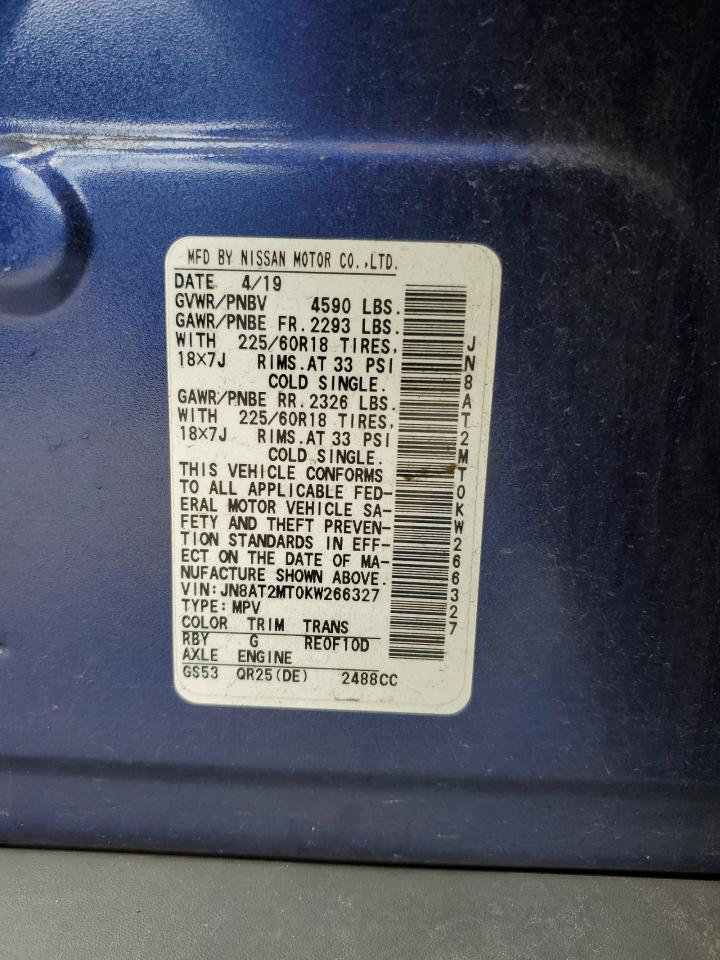 MFD BY NISSAN MOTOR CO.,LTD.
DATE 4/19
GVWR/PNBV 4590 LBS.
GAWR/PNBE FR. 2293 LBS.
WITH 225/60R18 TIRES,
18×7J RIMS. AT 33 PSI
COLD SINGLE.
GAWR/PNBE RR. 2326 LBS.
WITH 225/60R18 TIRES,
18×7J RIMS. AT 33 PSI
COLD SINGLE.
THIS VEHICLE CONFORMS
TO ALL APPLICABLE FED-
ERAL MOTOR VEHICLE SA-
FETY AND THEFT PREVEN-
TION STANDARDS IN EFF-
ECT ON THE DATE OF MA-
NUFACTURE SHOWN ABOVE.
VIN: JN8AT2MT0KW266327
TYPE: MPV
COLOR TRIM TRANS
RBY G RE0F10D
AXLE ENGINE
GS53 QR25(DE) 2488CC
JN8AT2MT0KW266327